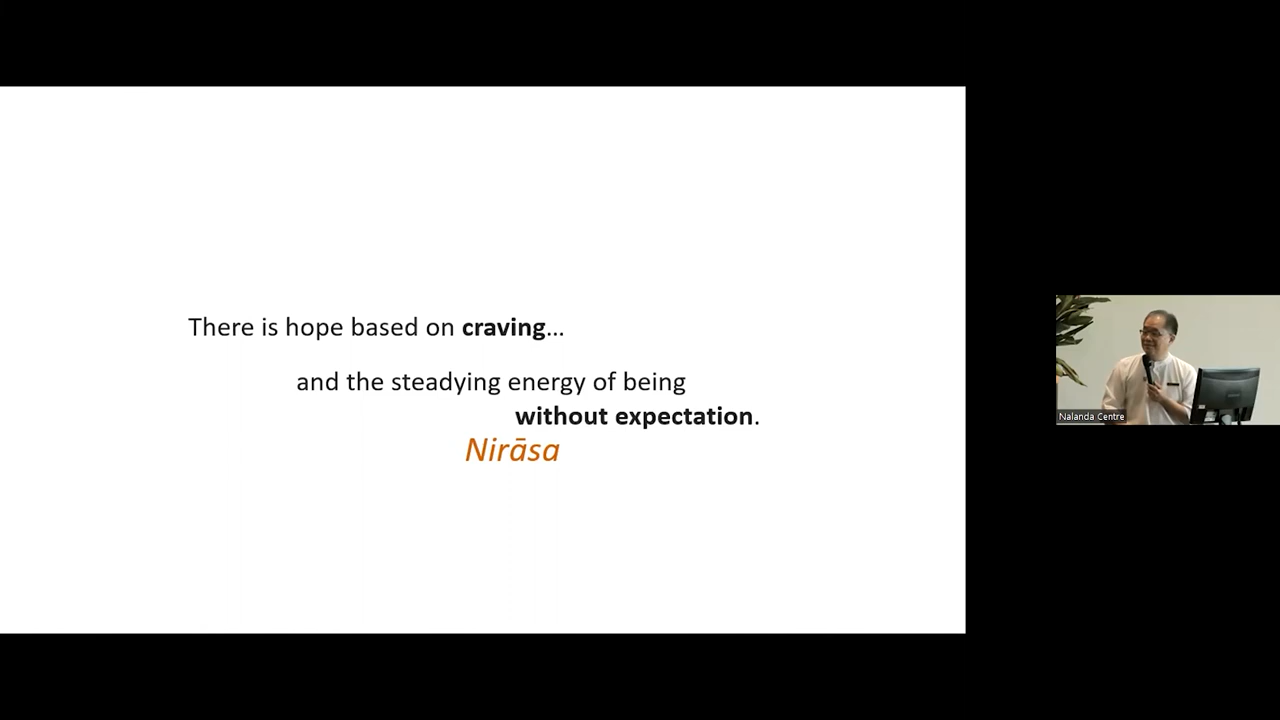 There is hope based on craving...
and the steadying energy of being
without expectation.
Nirāsa
Nalanda Centre